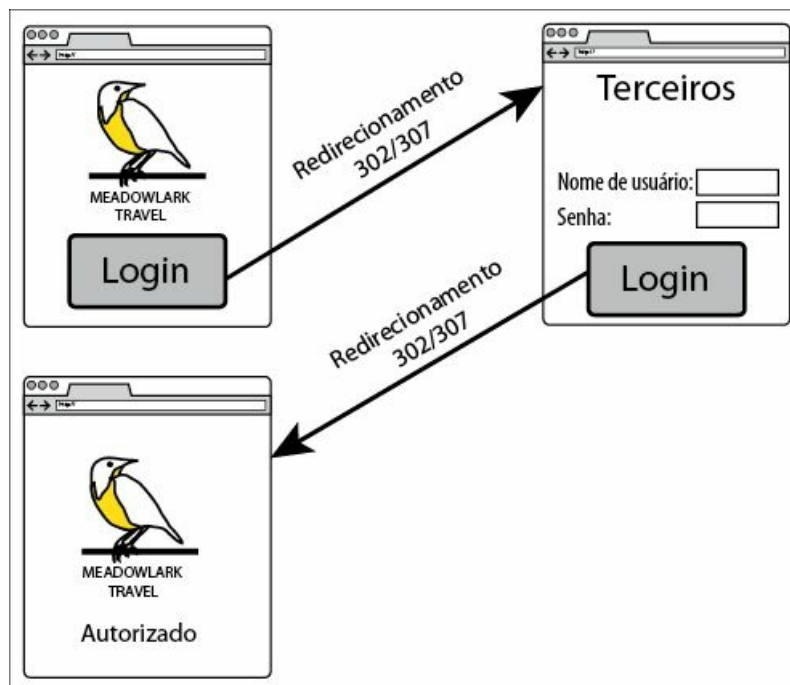 MEADOWLARK
TRAVEL
Login
Redirecionamento
302/307
Terceiros
Nome de usuário:
Senha:
Login
Redirecionamento
302/307
MEADOWLARK
TRAVEL
Autorizado